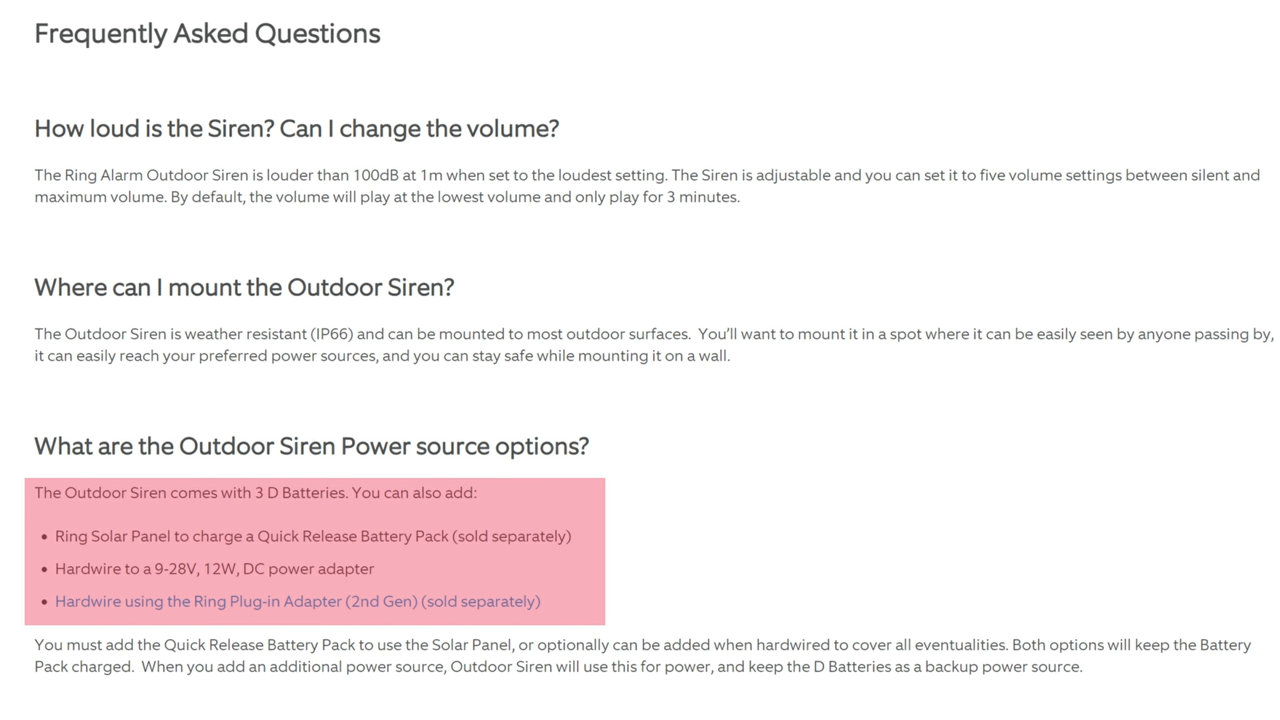 Frequently Asked Questions
How loud is the Siren? Can I change the volume?
The Ring Alarm Outdoor Siren is louder than 100dB at 1m when set to the loudest setting. The Siren is adjustable and you can set it to five volume settings between silent and
maximum volume. By default, the volume will play at the lowest volume and only play for 3 minutes.
Where can I mount the Outdoor Siren?
The Outdoor Siren is weather resistant (IP66) and can be mounted to most outdoor surfaces.  You'll want to mount it in a spot where it can be easily seen by anyone passing by,
it can easily reach your preferred power sources, and you can stay safe while mounting it on a wall.
What are the Outdoor Siren Power source options?
The Outdoor Siren comes with 3 D Batteries. You can also add:
• Ring Solar Panel to charge a Quick Release Battery Pack (sold separately)
• Hardwire to a 9-28V, 12W, DC power adapter
• Hardwire using the Ring Plug-in Adapter (2nd Gen) (sold separately)
You must add the Quick Release Battery Pack to use the Solar Panel, or optionally can be added when hardwired to cover all eventualities. Both options will keep the Battery
Pack charged.  When you add an additional power source, Outdoor Siren will use this for power, and keep the D Batteries as a backup power source.